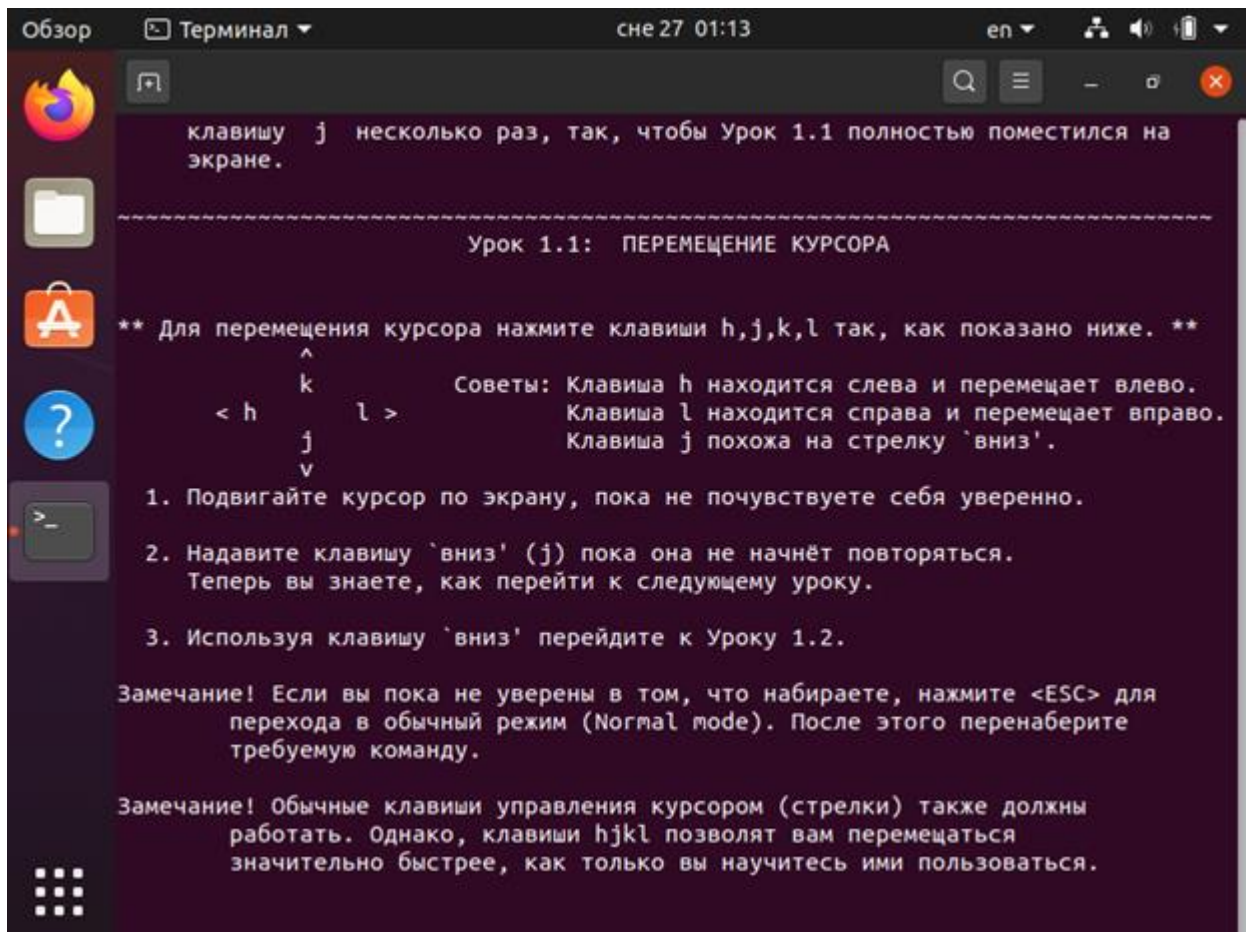 Обзор Терминал сне 27 01:13 en
клавишу j несколько раз, так, чтобы Урок 1.1 полностью поместился на
экране.
~~~~~~~~~~~~~~~~~~~~~~~~~~~~~~~~~~~~~~~~~~~~~~~~~~~~~~~~~~~~~~~~~~~~~~~~~~~~~~
Урок 1.1: ПЕРЕМЕЩЕНИЕ КУРСОРА
** Для перемещения курсора нажмите клавиши h,j,k,l так, как показано ниже. **
^
k Советы: Клавиша h находится слева и перемещает влево.
< h l > Клавиша l находится справа и перемещает вправо.
j Клавиша j похожа на стрелку `вниз'.
v
1. Подвигайте курсор по экрану, пока не почувствуете себя уверенно.
2. Надавите клавишу `вниз' (j) пока она не начнёт повторяться.
Теперь вы знаете, как перейти к следующему уроку.
3. Используя клавишу `вниз' перейдите к Уроку 1.2.
Замечание! Если вы пока не уверены в том, что набираете, нажмите <ESC> для
перехода в обычный режим (Normal mode). После этого перенаберите
требуемую команду.
Замечание! Обычные клавиши управления курсором (стрелки) также должны
работать. Однако, клавиши hjkl позволят вам перемещаться
значительно быстрее, как только вы научитесь ими пользоваться.